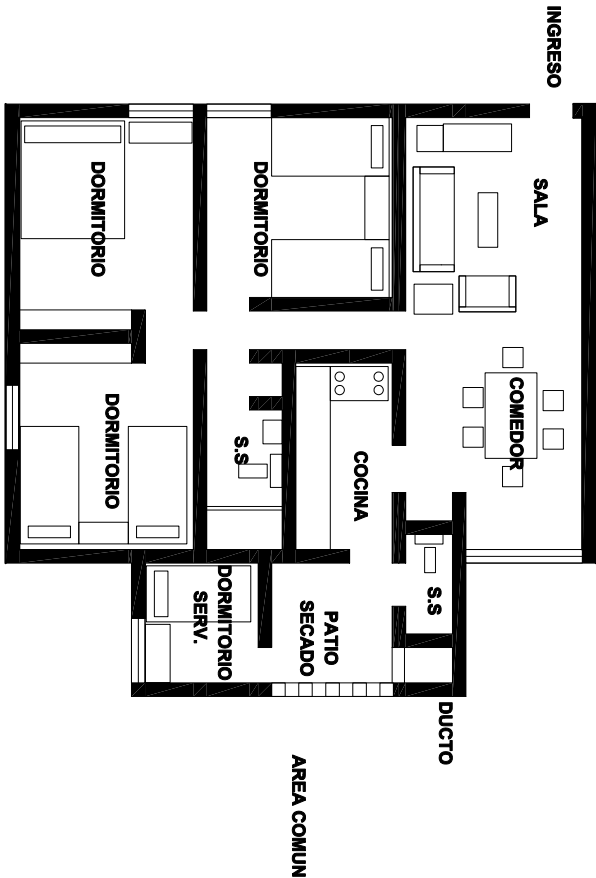 INGRESO
SALA
DORMITORIO
DORMITORIO
COMEDOR
DORMITORIO
S.S
COCINA
S.S
DORMITORIO
SERV.
PATIO
SECADO
DUCTO
AREA COMUN